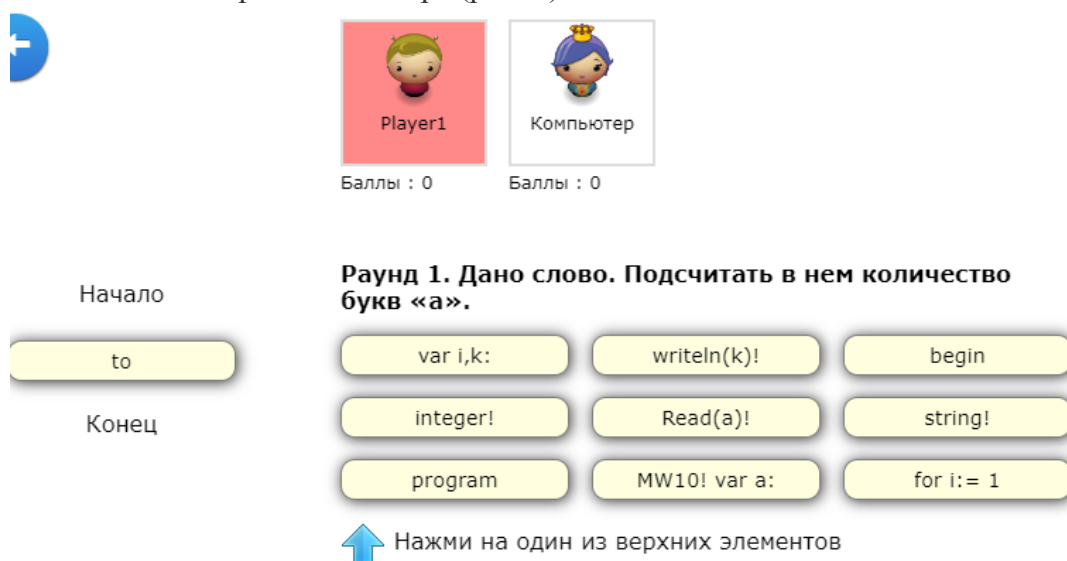 Player1
Компьютер
Баллы : 0
Баллы : 0
Раунд 1. Дано слово. Подсчитать в нем количество
букв «а».
Начало
to
Конец
var i,k:
writeln(k)!
begin
integer!
Read(a)!
string!
program
MW10! var a:
for i:= 1
Нажми на один из верхних элементов